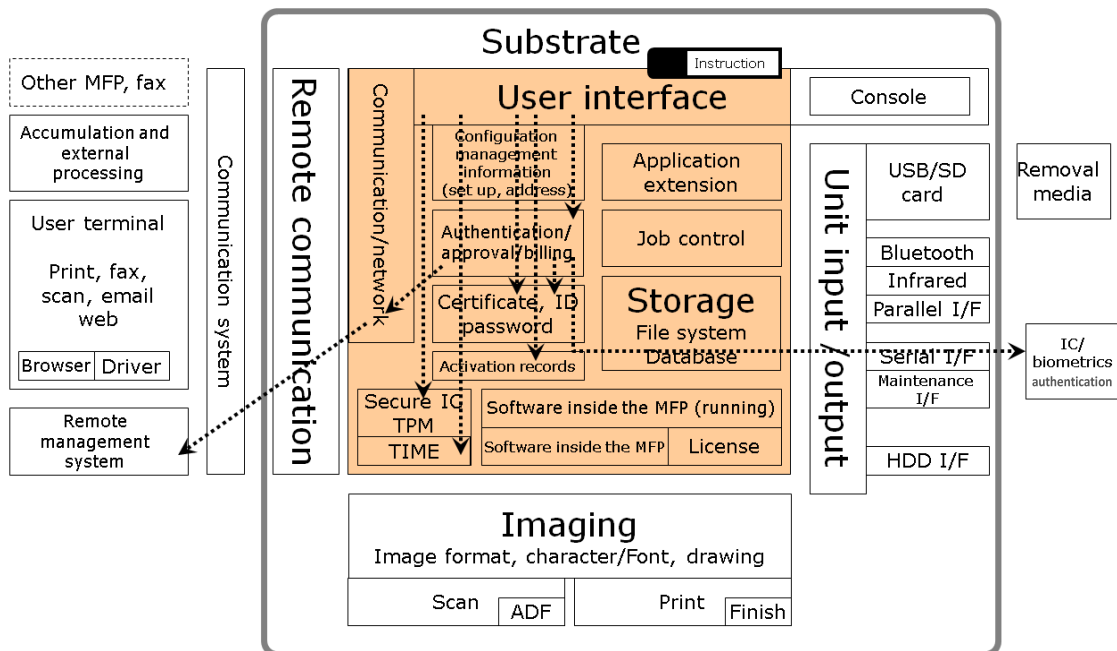 Substrate
Instruction
User interface
Console
Other MFP, fax
Accumulation and
external
processing
User terminal
Print, fax,
scan, email
web
Browser
Driver
Remote
management
system
Communication system
Remote communication
Communication/network
Configuration
management
information
(set up, address)
Authentication/
approval/billing
Certificate, ID
password
Activation records
Application
extension
Job control
Storage
File system
Database
Secure IC
TPM
TIME
Software inside the MFP (running)
Software inside the MFP
License
Unit input /output
USB/SD
card
Bluetooth
Infrared
Parallel I/F
Serial I/F
Maintenance
I/F
HDD I/F
Removal
media
IC/
biometrics
authentication
Imaging
Image format, character/Font, drawing
Scan
ADF
Print
Finish